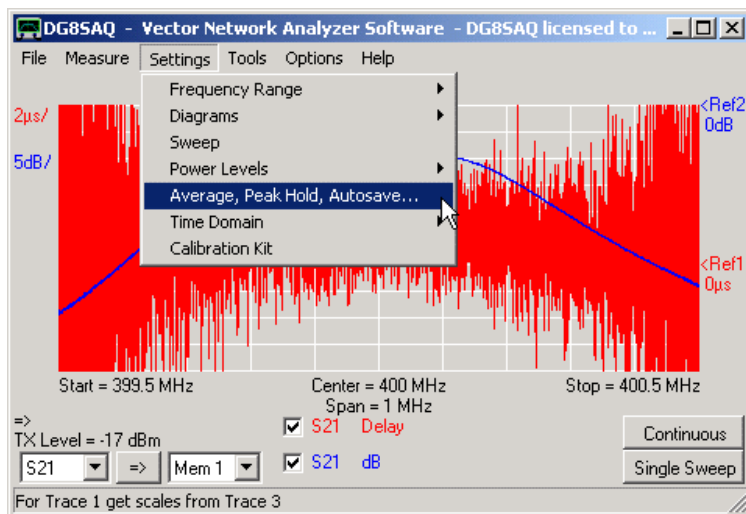 DG8SAQ - Vector Network Analyzer Software - DG8SAQ licensed to ...
File Measure Settings Tools Options Help
Frequency Range
Diagrams
Sweep
Power Levels
Average, Peak Hold, Autosave...
Time Domain
Calibration Kit
2µs/
5dB/
<Ref2
0dB
<Ref1
0µs
Start = 399.5 MHz Center = 400 MHz Stop = 400.5 MHz
Span = 1 MHz
=>
TX Level = -17 dBm
S21 Delay
Continuous
S21 => Mem 1
S21 dB
Single Sweep
For Trace 1 get scales from Trace 3